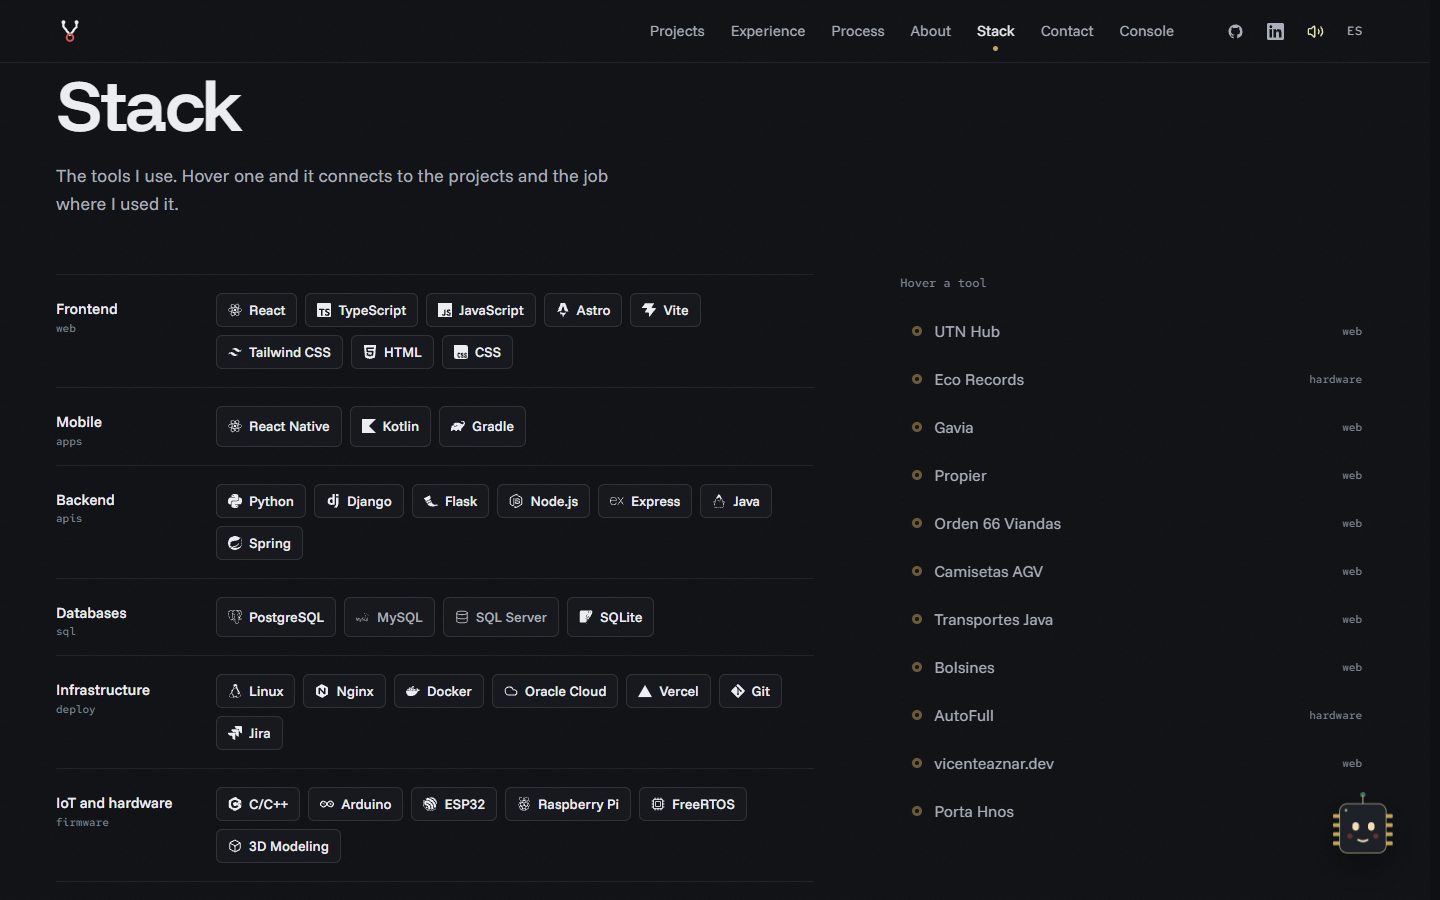 Projects Experience Process About Stack Contact Console ES
Stack
The tools I use. Hover one and it connects to the projects and the job
where I used it.
Frontend
web
React TypeScript JavaScript Astro Vite
Tailwind CSS HTML CSS
Mobile
apps
React Native Kotlin Gradle
Backend
apis
Python Django Flask Node.js Express Java
Spring
Databases
sql
PostgreSQL MySQL SQL Server SQLite
Infrastructure
deploy
Linux Nginx Docker Oracle Cloud Vercel Git
Jira
IoT and hardware
firmware
C/C++ Arduino ESP32 Raspberry Pi FreeRTOS
3D Modeling
Hover a tool
UTN Hub web
Eco Records hardware
Gavia web
Propier web
Orden 66 Viandas web
Camisetas AGV web
Transportes Java web
Bolsines web
AutoFull hardware
vicenteaznar.dev web
Porta Hnos